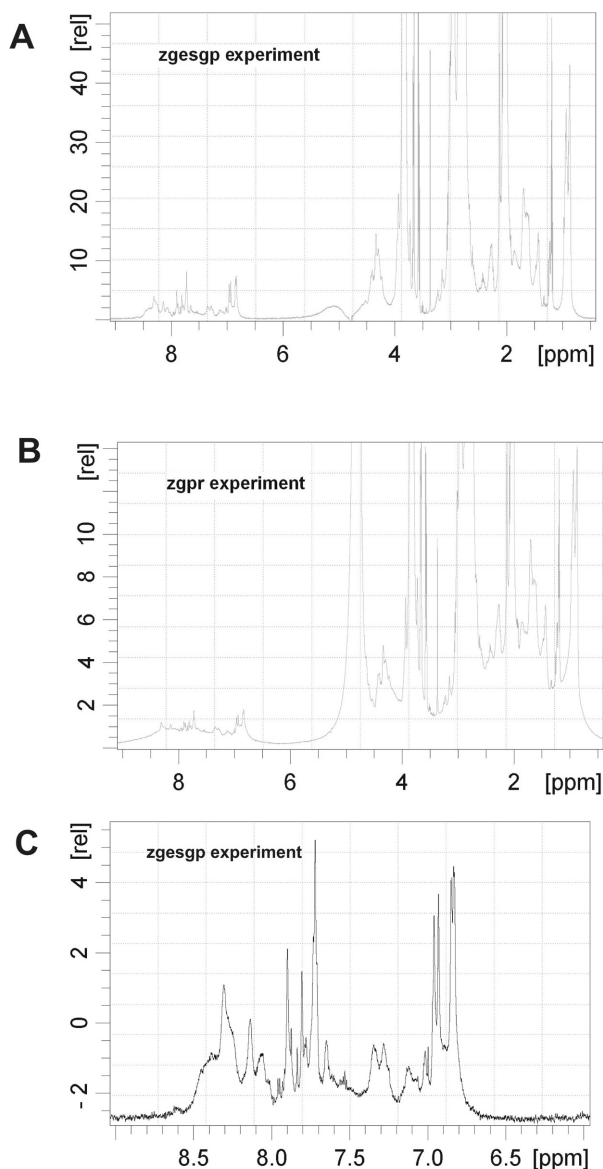 A
[rel]
zgesgp experiment
40
30
20
10
8 6 4 2 [ppm]
B
[rel]
zgpr experiment
10
8
6
4
2
8 6 4 2 [ppm]
C
[rel]
zgesgp experiment
4
2
0
- 2
8.5 8.0 7.5 7.0 6.5 [ppm]